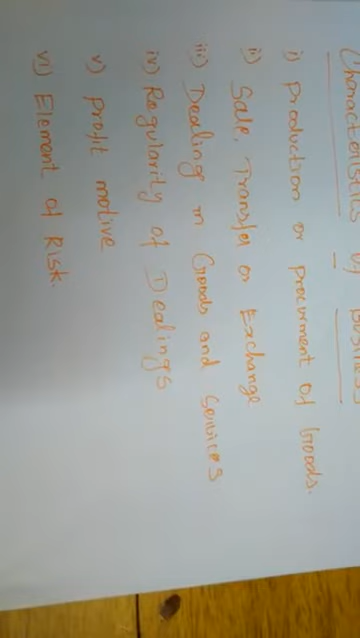 Characteristics of Business -
i) Production or procurment of Goods.
ii) Sale, Transfer or Exchange
iii) Dealing in Goods and Services
iv) Regularity of Dealings
v) Profit motive
vi) Element of Risk.